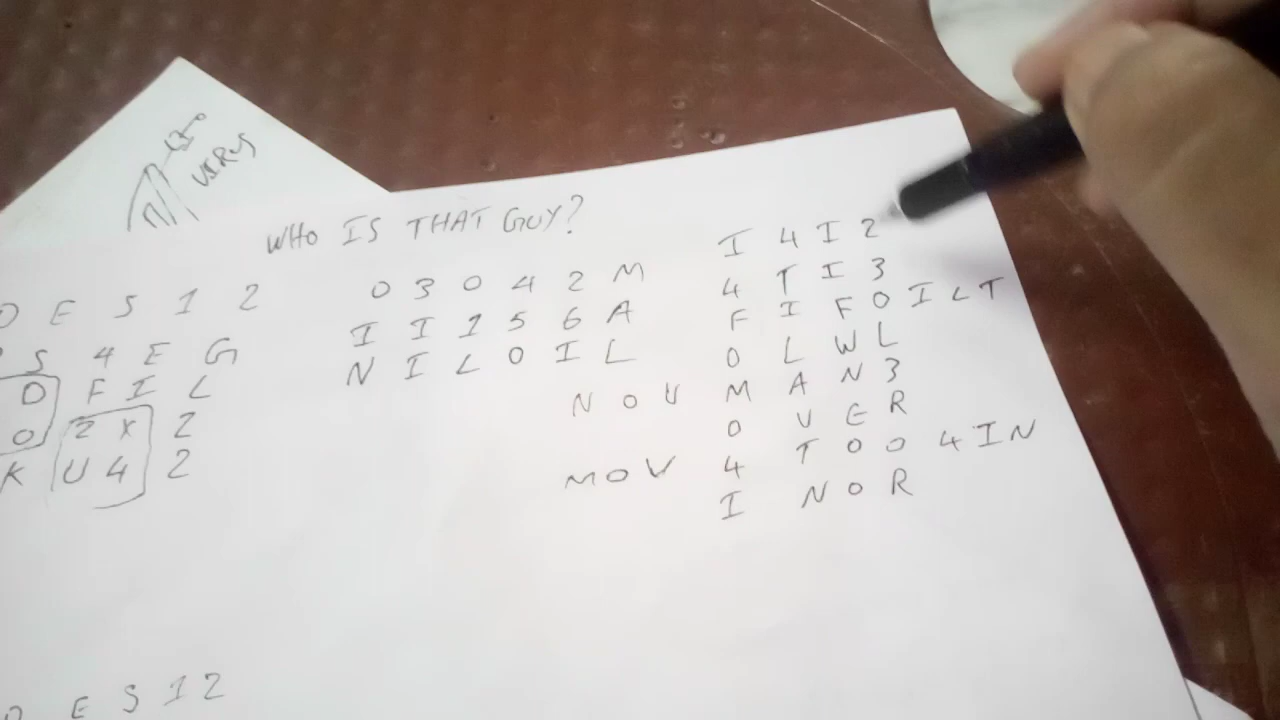 VIRUS
WHO IS THAT GUY?
D E S 1 2
S 4 E G
D F I L
O 2 X 2
K U 4 2
0 3 0 4 2 M
I I 1 5 6 A
N I L O I L
I 4 I 2
4 T I 3
F I F O I L T
O L W L
N O V M A N 3
O V E R
M O V 4 T O O 4 I N
I N O R
E S 1 2